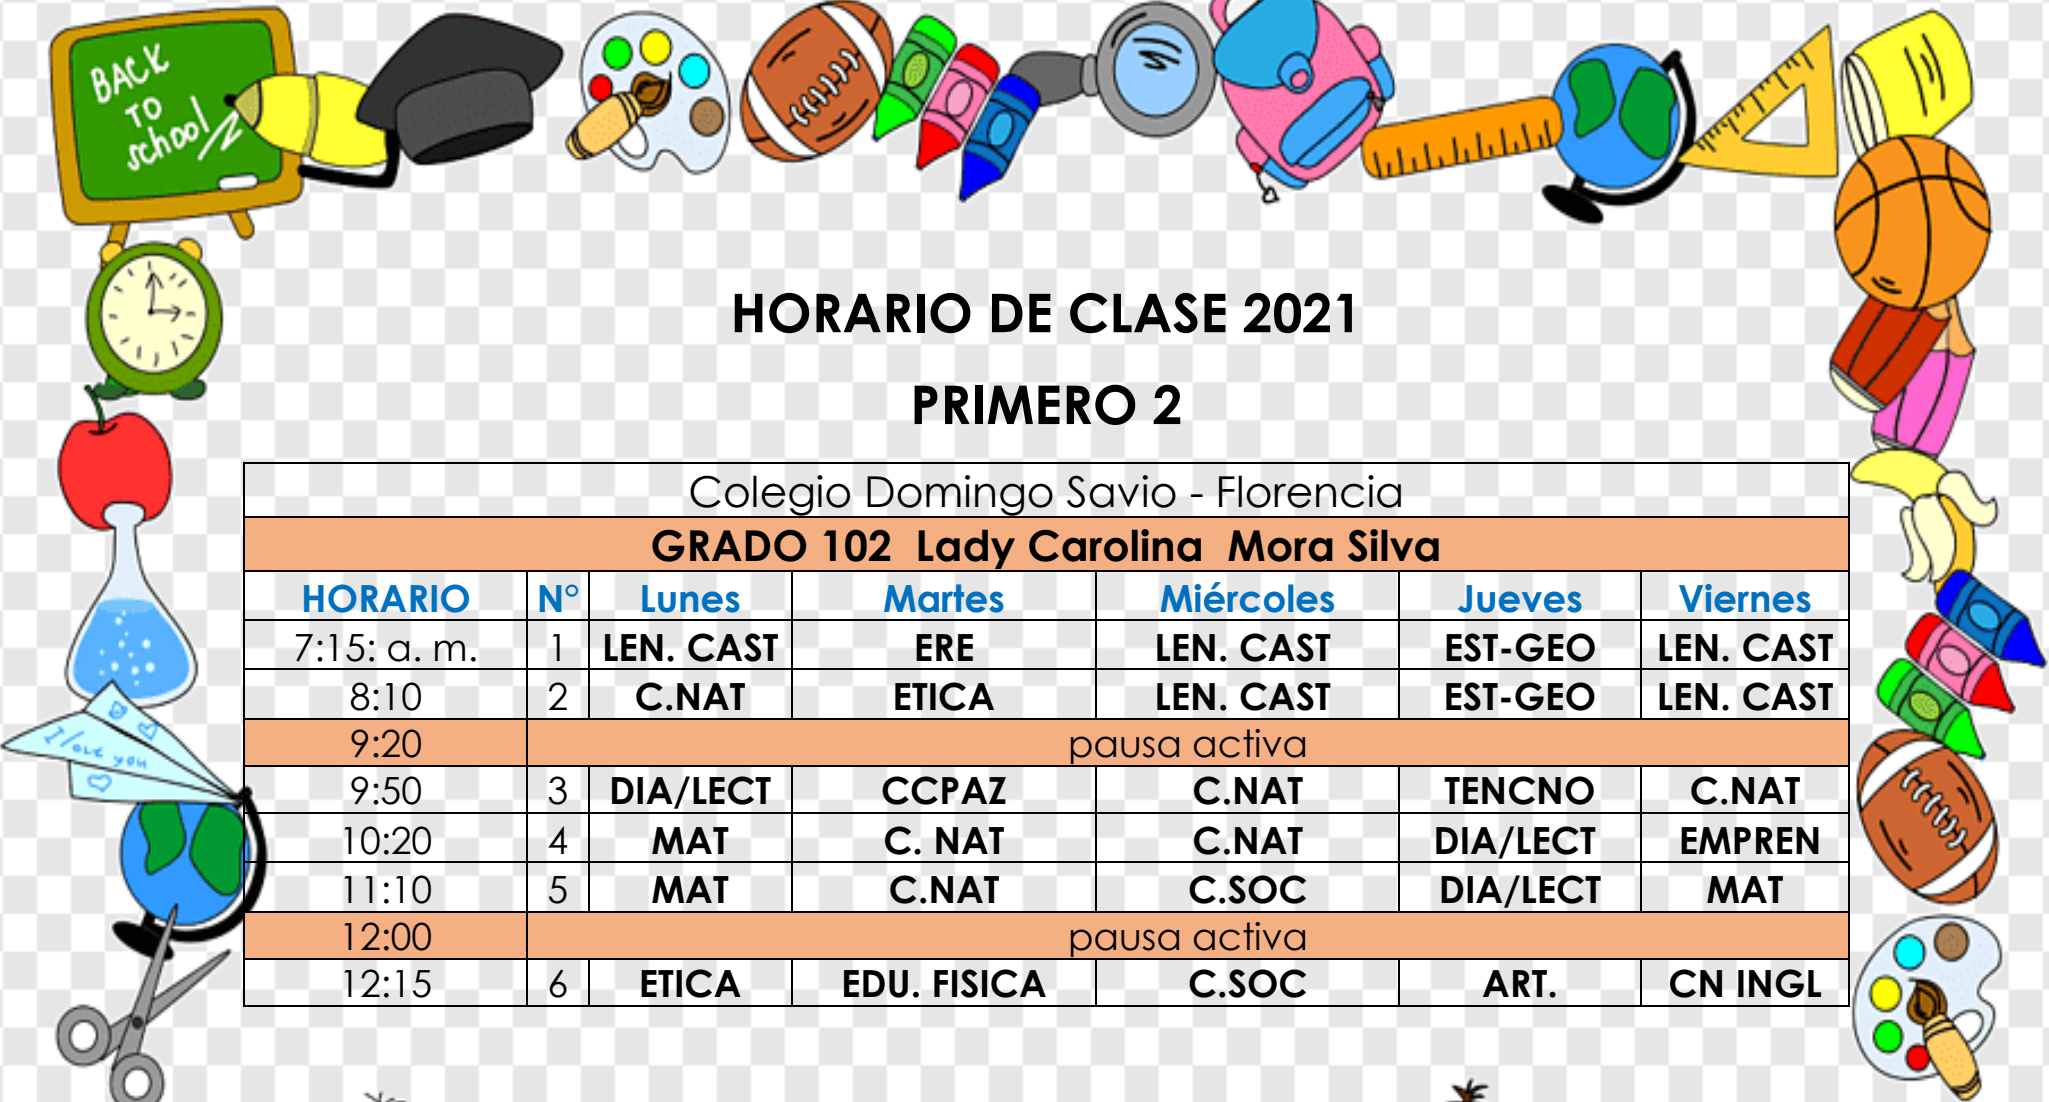 BACK
TO
school
HORARIO DE CLASE 2021
PRIMERO 2
Colegio Domingo Savio - Florencia
GRADO 102 Lady Carolina Mora Silva
HORARIO N° Lunes Martes Miércoles Jueves Viernes
7:15: a. m. 1 LEN. CAST ERE LEN. CAST EST-GEO LEN. CAST
8:10 2 C.NAT ETICA LEN. CAST EST-GEO LEN. CAST
9:20 pausa activa
9:50 3 DIA/LECT CCPAZ C.NAT TENCNO C.NAT
10:20 4 MAT C. NAT C.NAT DIA/LECT EMPREN
11:10 5 MAT C.NAT C.SOC DIA/LECT MAT
12:00 pausa activa
12:15 6 ETICA EDU. FISICA C.SOC ART. CN INGL
I love you